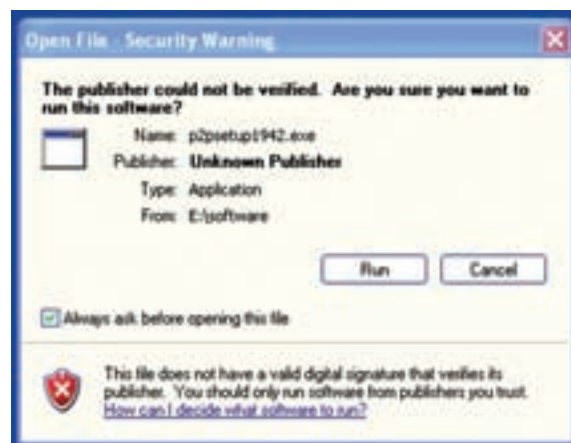 Open File - Security Warning
The publisher could not be verified. Are you sure you want to
run this software?
Name: p2psetup1942.exe
Publisher: Unknown Publisher
Type: Application
From: E:\software
Run
Cancel
Always ask before opening this file
This file does not have a valid digital signature that verifies its
publisher. You should only run software from publishers you trust.
How can I decide what software to run?